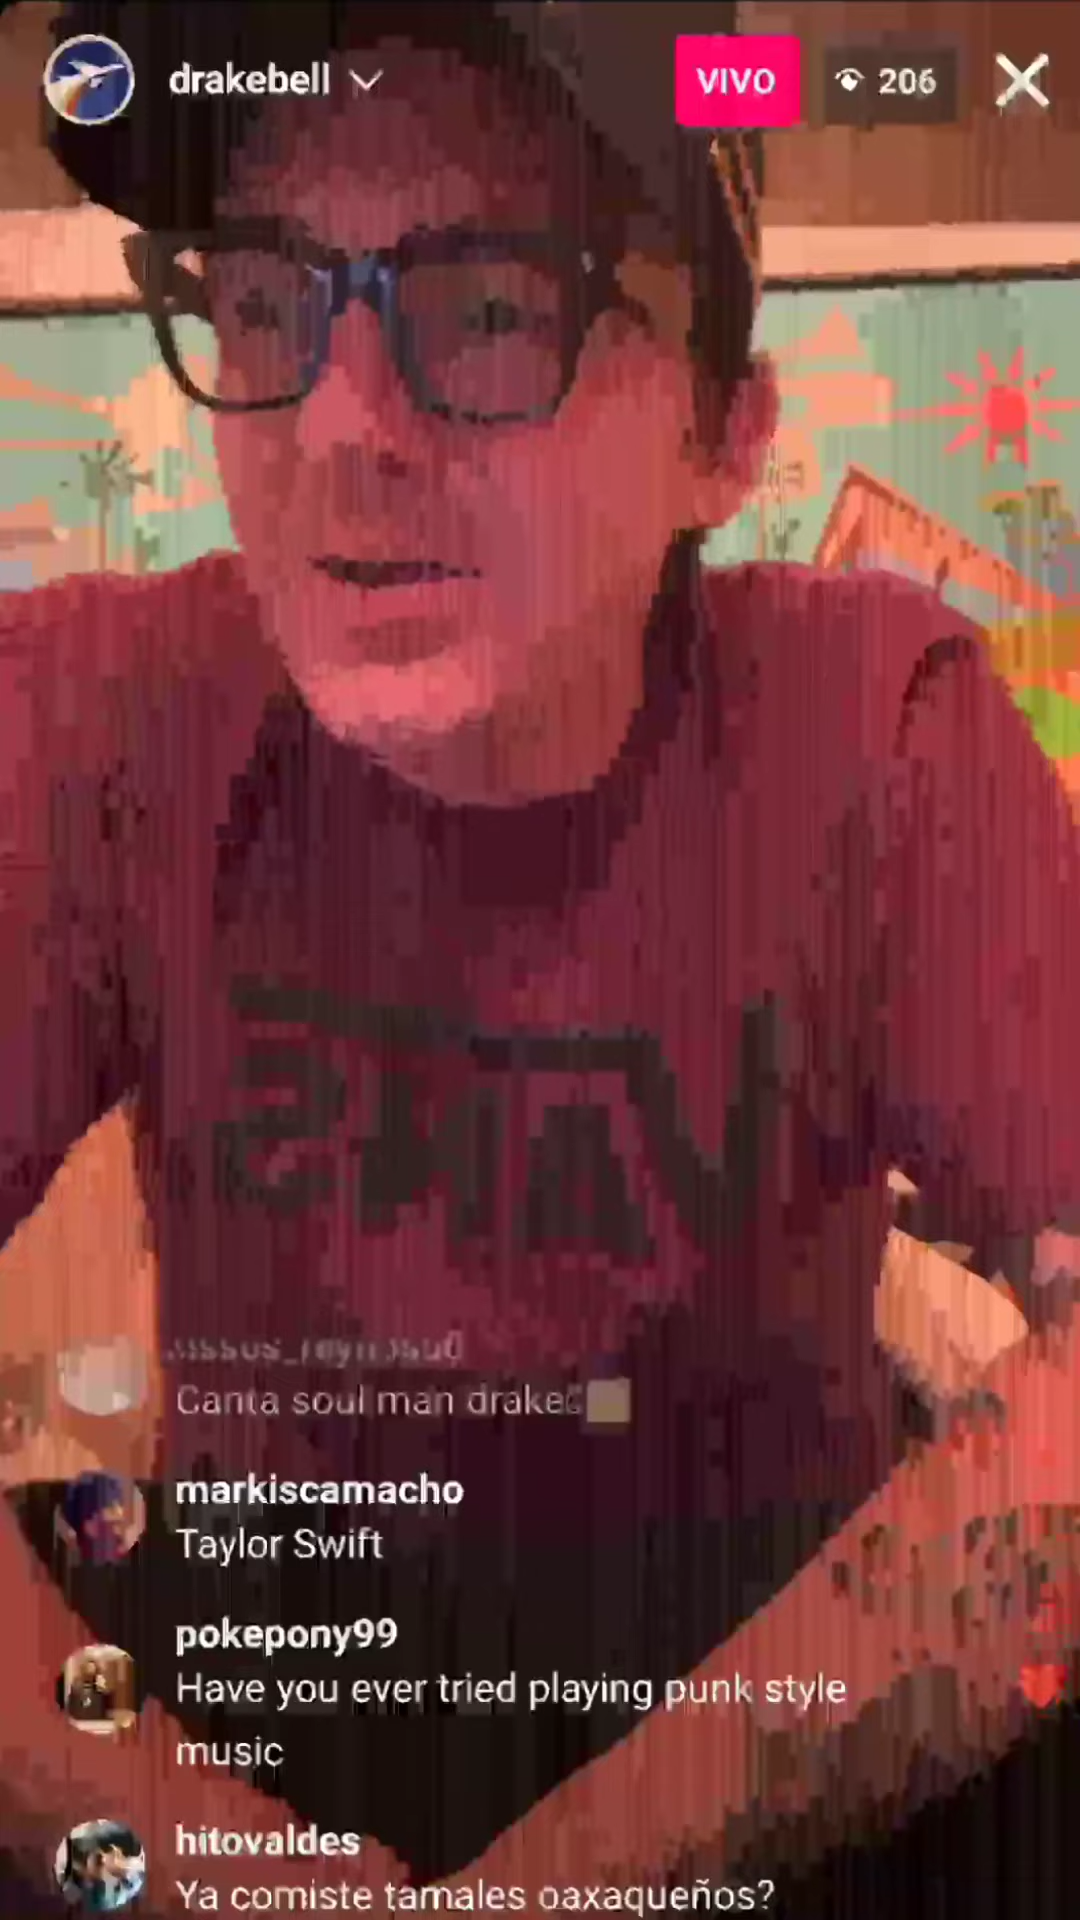 drakebell
VIVO
206
VANS
Canta soul man drake
markiscamacho
Taylor Swift
pokepony99
Have you ever tried playing punk style
music
hitovaldes
Ya comiste tamales oaxaqueños?